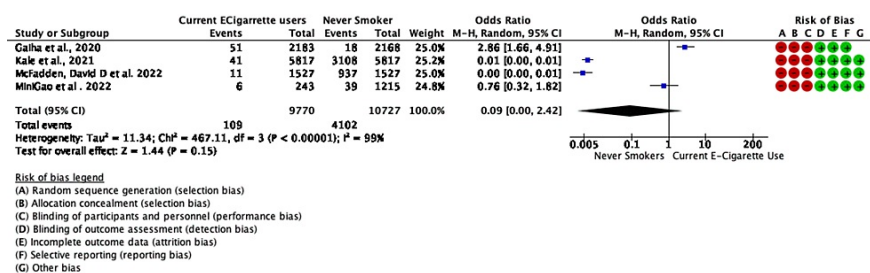 Current ECigarrette users Never Smoker Odds Ratio Odds Ratio Risk of Bias
Study or Subgroup Events Total Events Total Weight M-H, Random, 95% CI M-H, Random, 95% CI A B C D E F G
Galha et al., 2020 51 2183 18 2168 25.0% 2.86 [1.66, 4.91]
Kale et al., 2021 41 5817 3108 5817 25.0% 0.01 [0.00, 0.01]
McFadden, David D et al. 2022 11 1527 937 1527 25.0% 0.00 [0.00, 0.01]
MiniGao et al . 2022 6 243 39 1215 24.8% 0.76 [0.32, 1.82]
Total (95% CI) 9770 10727 100.0% 0.09 [0.00, 2.42]
Total events 109 4102
Heterogeneity: Tau² = 11.34; Chi² = 467.11, df = 3 (P < 0.00001); I² = 99%
Test for overall effect: Z = 1.44 (P = 0.15)
0.005 0.1 1 10 200
Never Smokers Current E-Cigarette Use
Risk of bias legend
(A) Random sequence generation (selection bias)
(B) Allocation concealment (selection bias)
(C) Blinding of participants and personnel (performance bias)
(D) Blinding of outcome assessment (detection bias)
(E) Incomplete outcome data (attrition bias)
(F) Selective reporting (reporting bias)
(G) Other bias